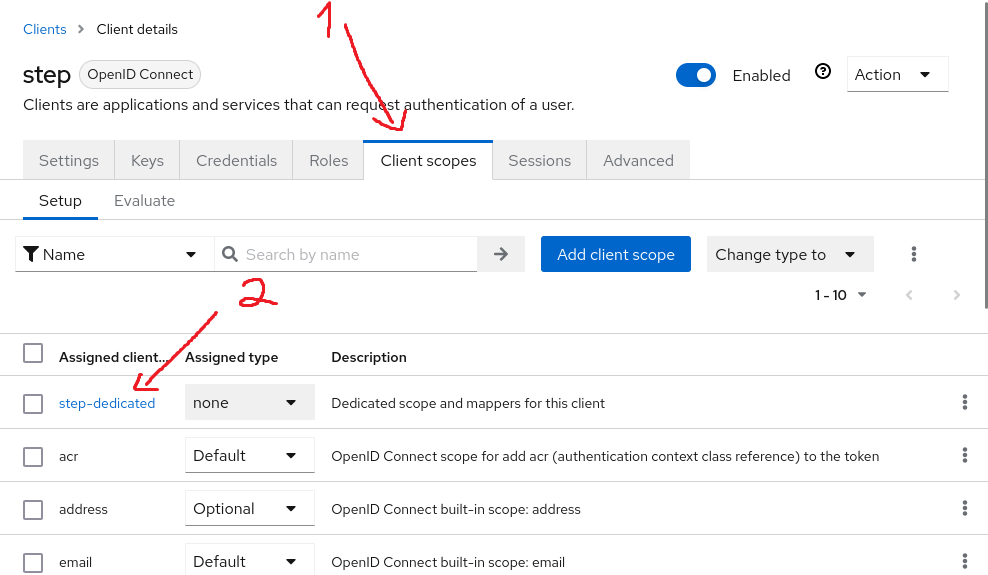 1
Clients > Client details
step OpenID Connect Enabled Action
Clients are applications and services that can request authentication of a user.
Settings Keys Credentials Roles Client scopes Sessions Advanced
Setup Evaluate
Name Search by name Add client scope Change type to
2
1 - 10
Assigned client... Assigned type Description
step-dedicated none Dedicated scope and mappers for this client
acr Default OpenID Connect scope for add acr (authentication context class reference) to the token
address Optional OpenID Connect built-in scope: address
email Default OpenID Connect built-in scope: email